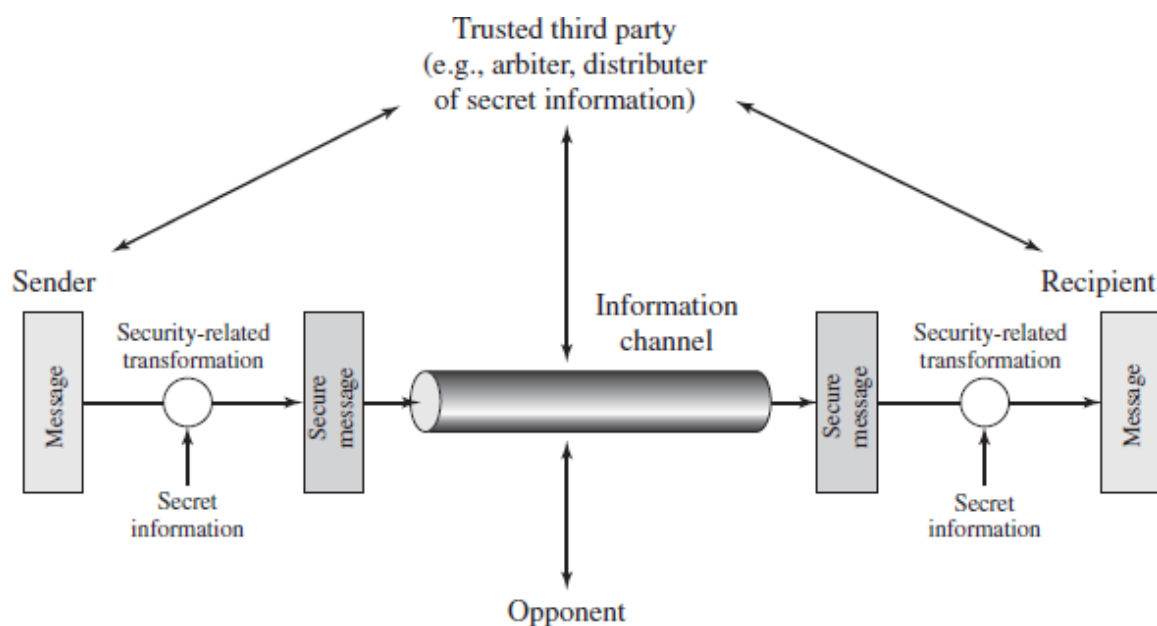 Trusted third party
(e.g., arbiter, distributer
of secret information)
Sender
Recipient
Information
channel
Security-related
transformation
Security-related
transformation
Message
Secure
message
Secure
message
Message
Secret
information
Secret
information
Opponent